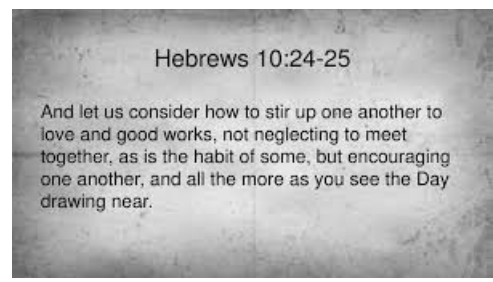 Hebrews 10:24-25
And let us consider how to stir up one another to
love and good works, not neglecting to meet
together, as is the habit of some, but encouraging
one another, and all the more as you see the Day
drawing near.